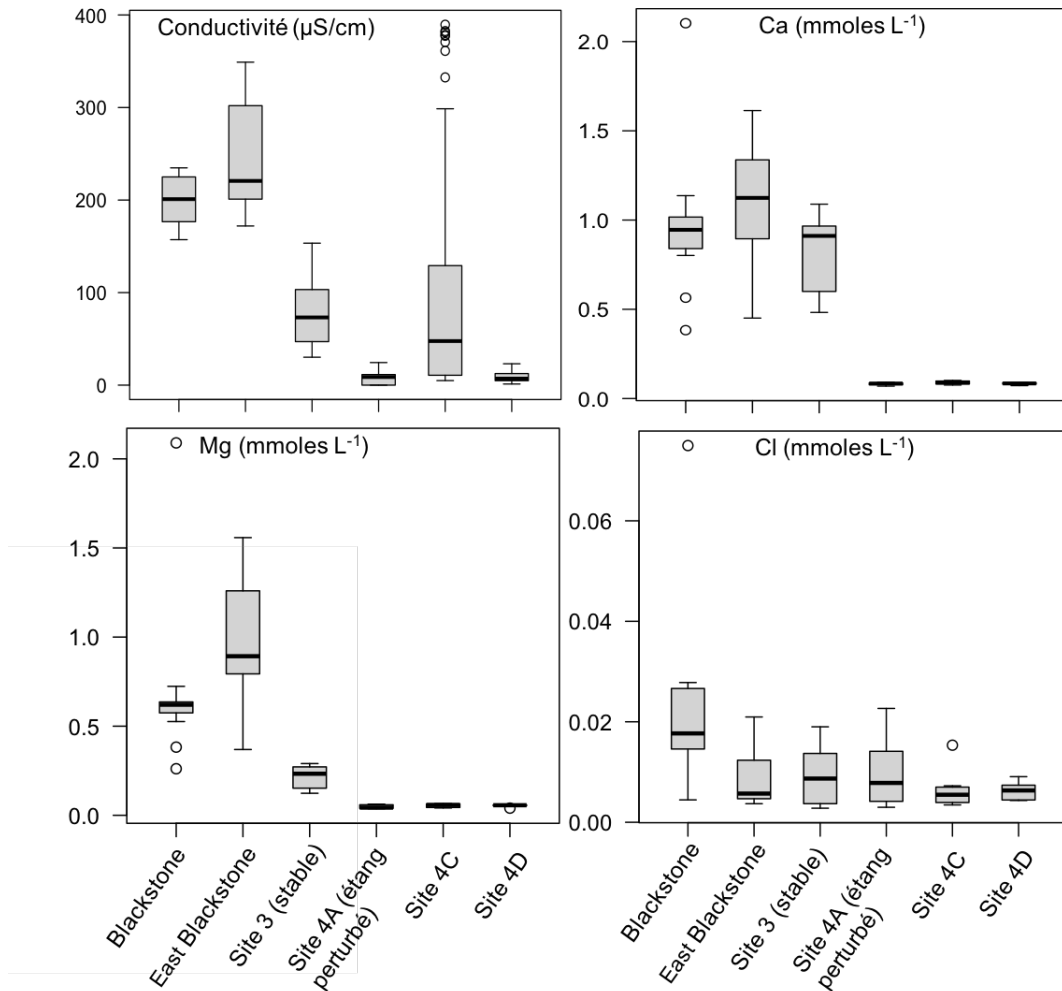 Conductivité (µS/cm)
400
300
200
100
0
Ca (mmoles L⁻¹)
2.0
1.5
1.0
0.5
0.0
Mg (mmoles L⁻¹)
2.0
1.5
1.0
0.5
0.0
Cl (mmoles L⁻¹)
0.06
0.04
0.02
0.00
Blackstone
East Blackstone
Site 3 (stable)
Site 4A (étang
perturbé)
Site 4C
Site 4D
Blackstone
East Blackstone
Site 3 (stable)
Site 4A (étang
perturbé)
Site 4C
Site 4D